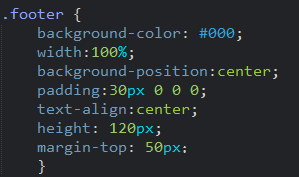 .footer {
background-color: #000;
width:100%;
background-position:center;
padding:30px 0 0 0;
text-align:center;
height: 120px;
margin-top: 50px;
}